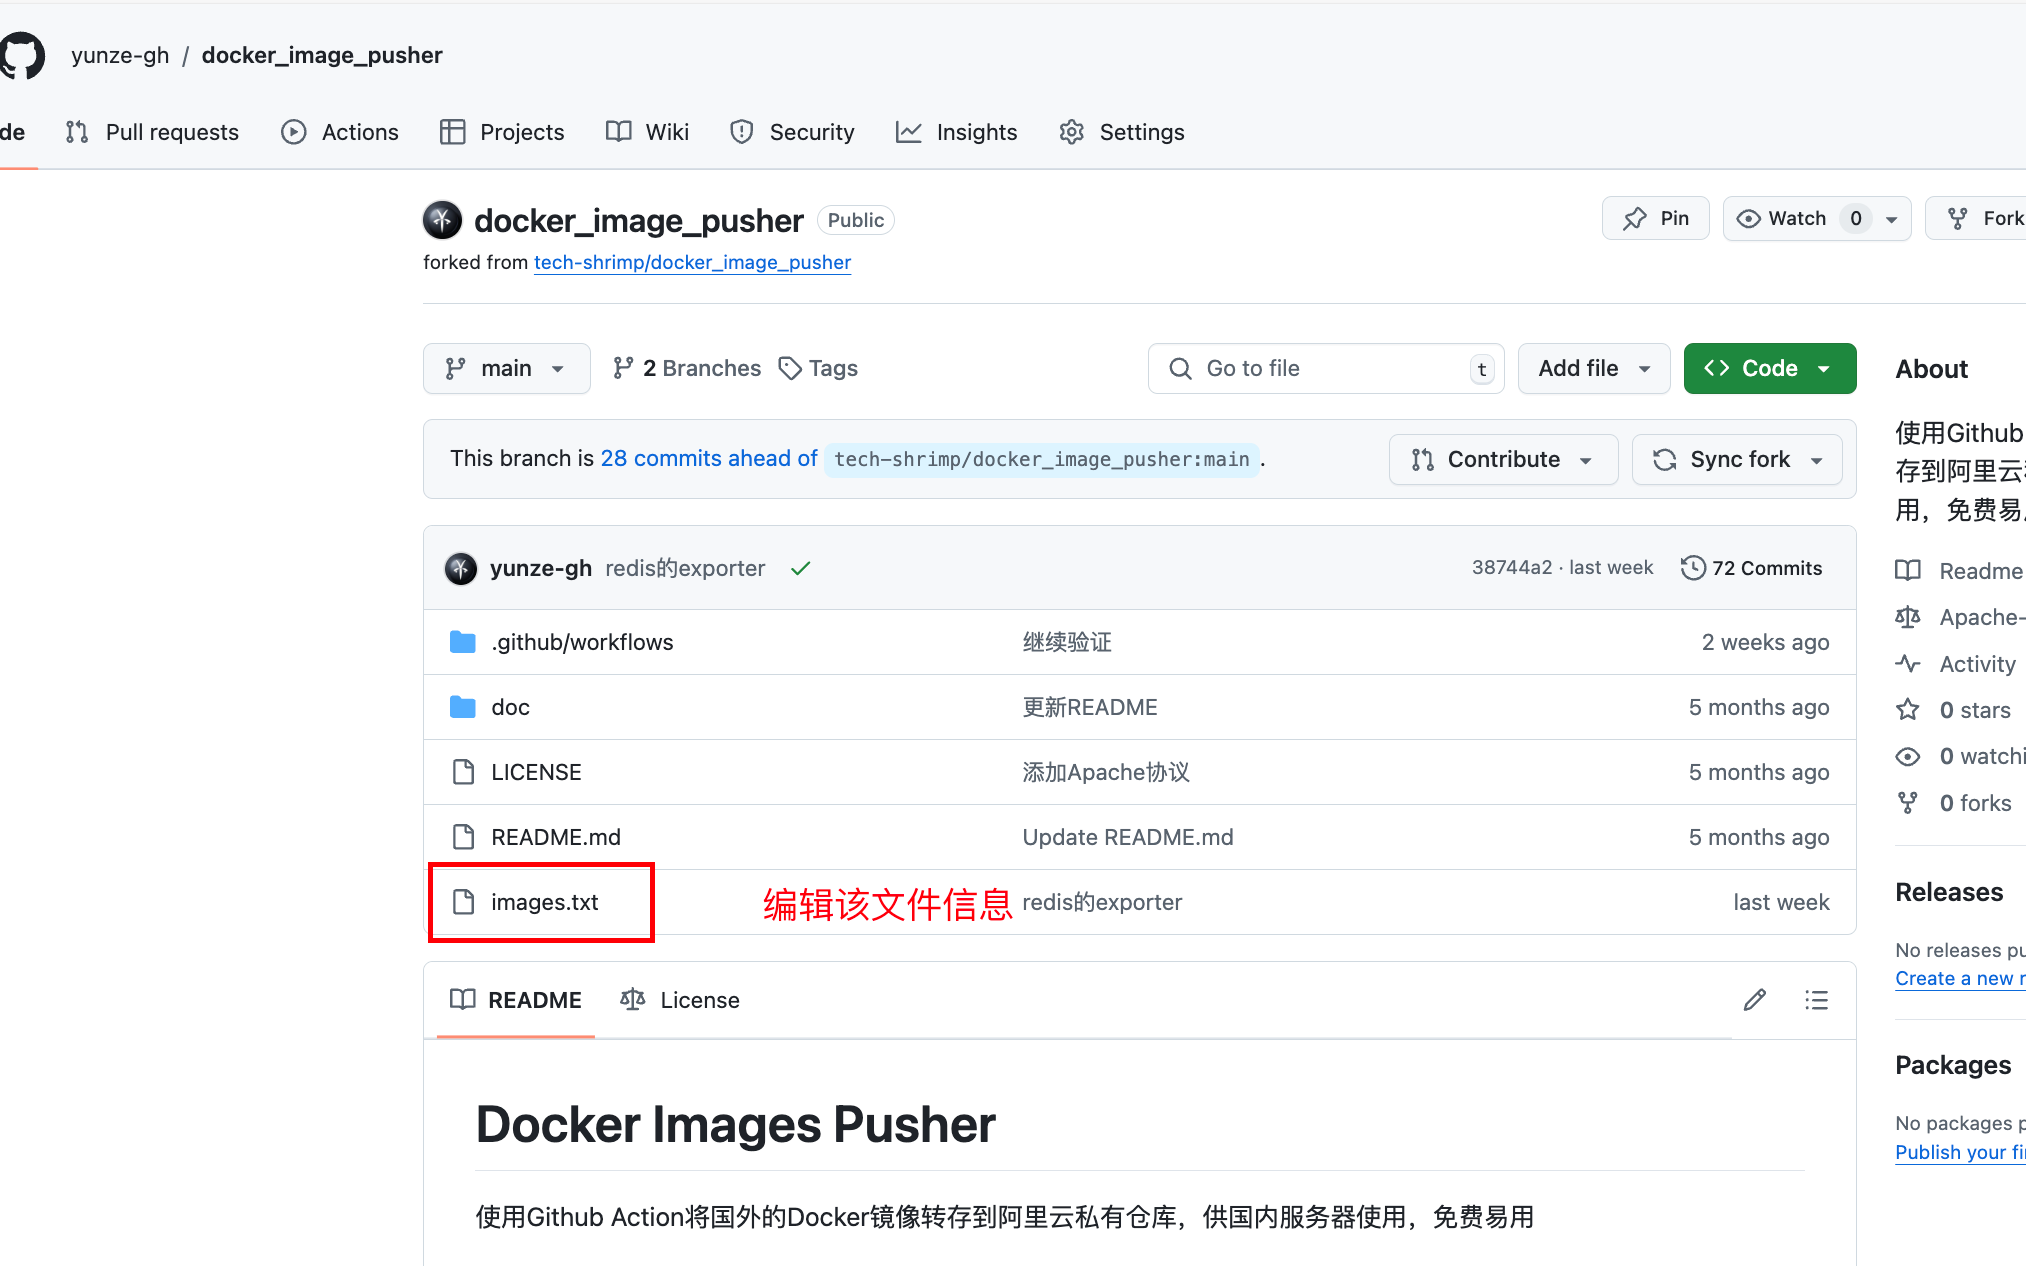 yunze-gh / docker_image_pusher
de Pull requests Actions Projects Wiki Security Insights Settings
docker_image_pusher Public
Pin Watch 0 Fork
forked from tech-shrimp/docker_image_pusher
main 2 Branches Tags Go to file t Add file Code
About
This branch is 28 commits ahead of tech-shrimp/docker_image_pusher:main .
Contribute Sync fork
使用Github
存到阿里云
用，免费易
yunze-gh redis的exporter 38744a2 · last week 72 Commits
Readme
.github/workflows 继续验证 2 weeks ago
Apache-
Activity
doc 更新README 5 months ago
0 stars
LICENSE 添加Apache协议 5 months ago
0 watchi
0 forks
README.md Update README.md 5 months ago
images.txt 编辑该文件信息 redis的exporter last week
Releases
No releases pu
Create a new r
README License
Packages
No packages p
Publish your fi
Docker Images Pusher
使用Github Action将国外的Docker镜像转存到阿里云私有仓库，供国内服务器使用，免费易用